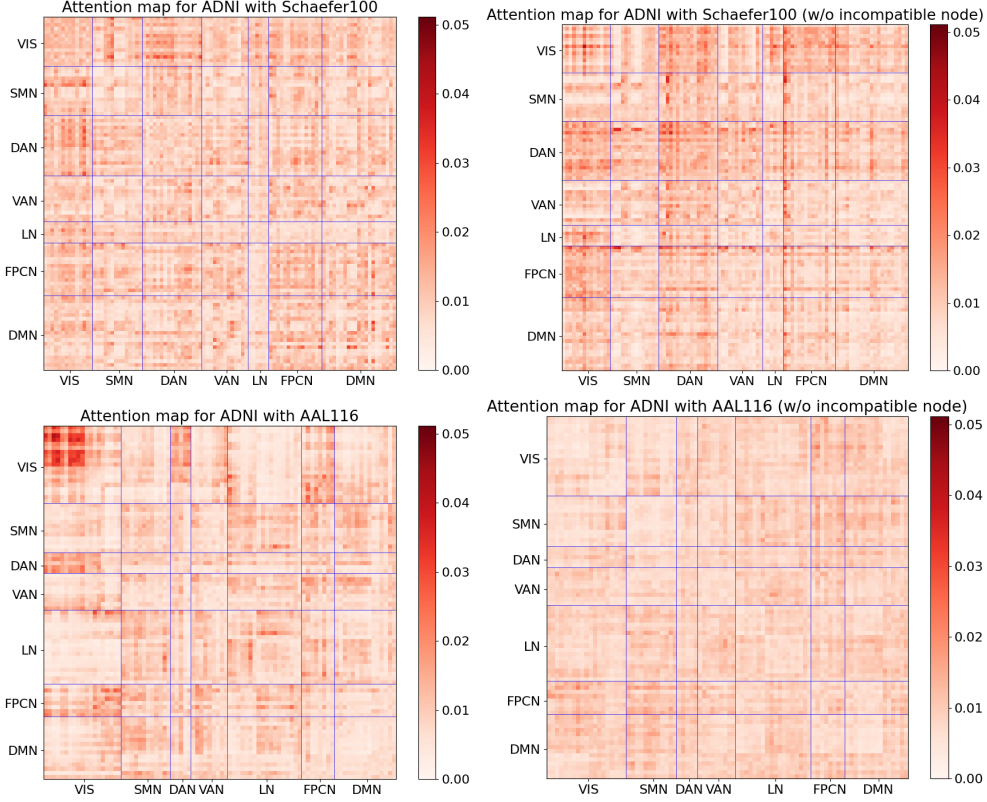 Attention map for ADNI with Schaefer100
VIS
SMN
DAN
VAN
LN
FPCN
DMN
VIS SMN DAN VAN LN FPCN DMN
0.05
0.04
0.03
0.02
0.01
0.00
Attention map for ADNI with Schaefer100 (w/o incompatible node)
VIS
SMN
DAN
VAN
LN
FPCN
DMN
VIS SMN DAN VAN LN FPCN DMN
0.05
0.04
0.03
0.02
0.01
0.00
Attention map for ADNI with AAL116
VIS
SMN
DAN
VAN
LN
FPCN
DMN
VIS SMN DAN VAN LN FPCN DMN
0.05
0.04
0.03
0.02
0.01
0.00
Attention map for ADNI with AAL116 (w/o incompatible node)
VIS
SMN
DAN
VAN
LN
FPCN
DMN
VIS SMN DAN VAN LN FPCN DMN
0.05
0.04
0.03
0.02
0.01
0.00